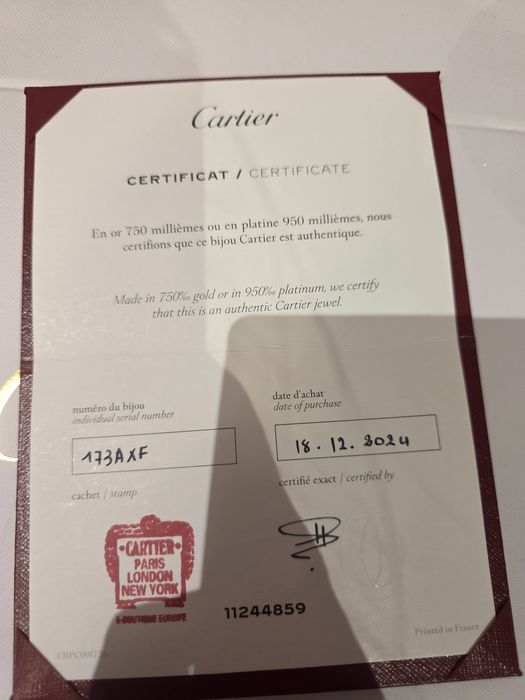 Cartier
CERTIFICAT / CERTIFICATE
En or 750 millièmes ou en platine 950 millièmes, nous
certifions que ce bijou Cartier est authentique.
Made in 750‰ gold or in 950‰ platinum, we certify
that this is an authentic Cartier jewel.
numéro du bijou
individual serial number
173AXF
date d'achat
date of purchase
18.12.2024
cachet / stamp
certifié exact / certified by
•CARTIER•
PARIS
LONDON
NEW YORK
E-BOUTIQUE EUROPE
11244859
Printed in France